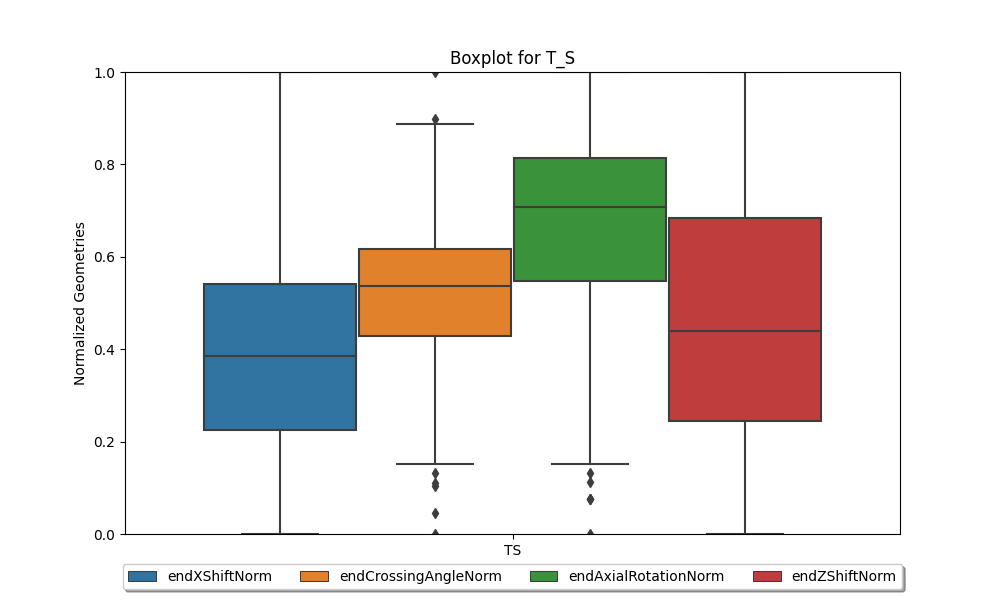 Boxplot for T_S
1.0
0.8
0.6
0.4
0.2
0.0
Normalized Geometries
TS
endXShiftNorm endCrossingAngleNorm endAxialRotationNorm endZShiftNorm